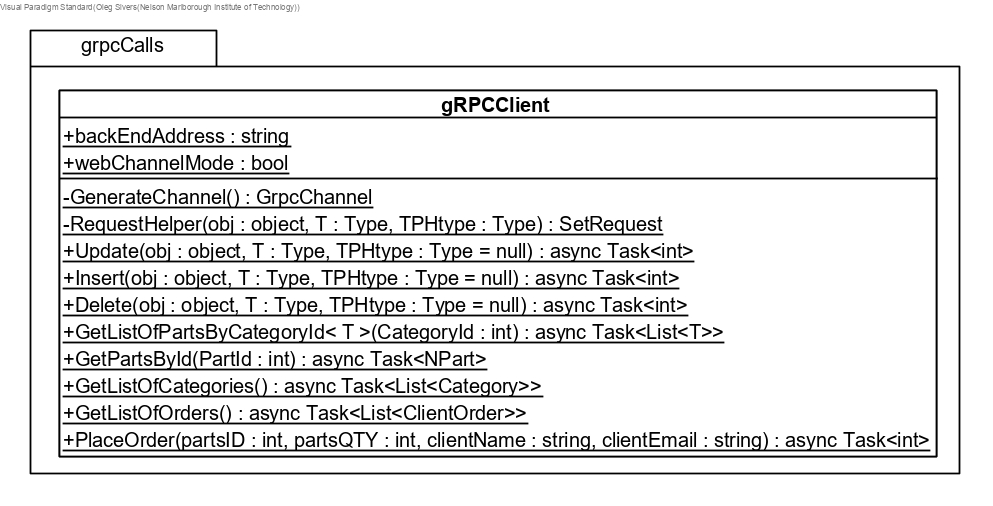 Visual Paradigm Standard(Oleg Sivers(Nelson Marlborough Institute of Technology))
grpcCalls
gRPCClient
+backEndAddress : string
+webChannelMode : bool
-GenerateChannel() : GrpcChannel
-RequestHelper(obj : object, T : Type, TPHtype : Type) : SetRequest
+Update(obj : object, T : Type, TPHtype : Type = null) : async Task<int>
+Insert(obj : object, T : Type, TPHtype : Type = null) : async Task<int>
+Delete(obj : object, T : Type, TPHtype : Type = null) : async Task<int>
+GetListOfPartsByCategoryId< T >(CategoryId : int) : async Task<List<T>>
+GetPartsById(PartId : int) : async Task<NPart>
+GetListOfCategories() : async Task<List<Category>>
+GetListOfOrders() : async Task<List<ClientOrder>>
+PlaceOrder(partsID : int, partsQTY : int, clientName : string, clientEmail : string) : async Task<int>